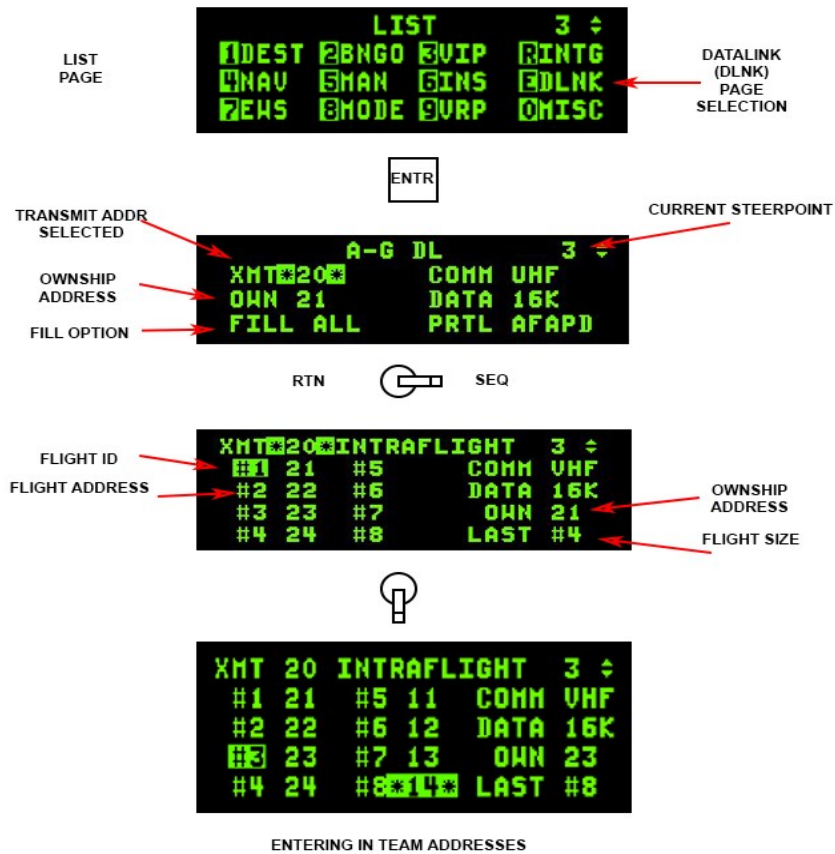 LIST 3
LIST PAGE
1DEST 2BNGO 3VIP RINTG
4NAV 5MAN 6INS EDLNK
7EWS 8MODE 9VRP 0MISC
DATALINK
(DLNK)
PAGE
SELECTION
ENTR
TRANSMIT ADDR
SELECTED
OWNSHIP
ADDRESS
FILL OPTION
A-G DL 3
XMT*20* COMM VHF
OWN 21 DATA 16K
FILL ALL PRTL AFAPD
CURRENT STEERPOINT
RTN SEQ
FLIGHT ID
FLIGHT ADDRESS
XMT*20*INTRAFLIGHT 3
#1 21 #5 COMM VHF
#2 22 #6 DATA 16K
#3 23 #7 OWN 21
#4 24 #8 LAST #4
OWNSHIP
ADDRESS
FLIGHT SIZE
XMT 20 INTRAFLIGHT 3
#1 21 #5 11 COMM VHF
#2 22 #6 12 DATA 16K
#3 23 #7 13 OWN 23
#4 24 #8*14* LAST #8
ENTERING IN TEAM ADDRESSES